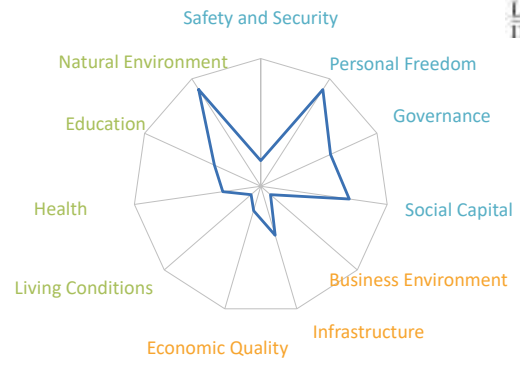 Safety and Security
Natural Environment
Personal Freedom
Education
Governance
Health
Social Capital
Living Conditions
Business Environment
Infrastructure
Economic Quality